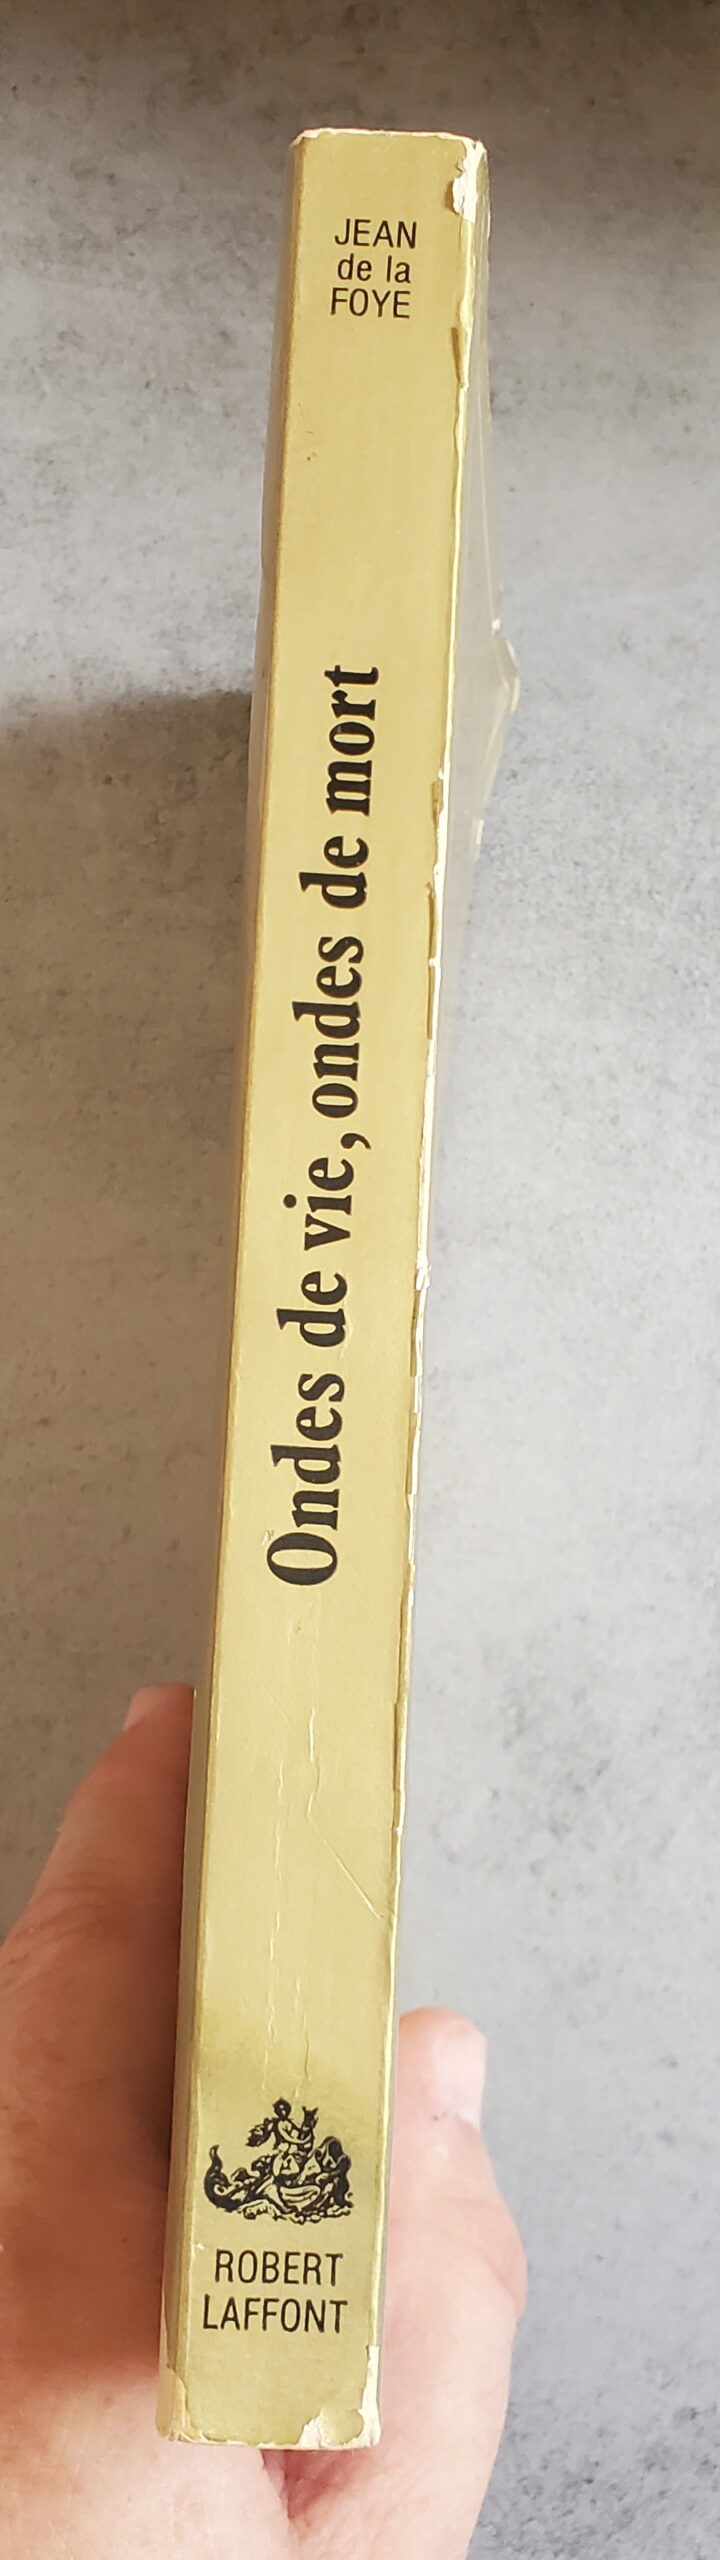 JEAN
de la
FOYE
Ondes de vie, ondes de mort
ROBERT
LAFFONT